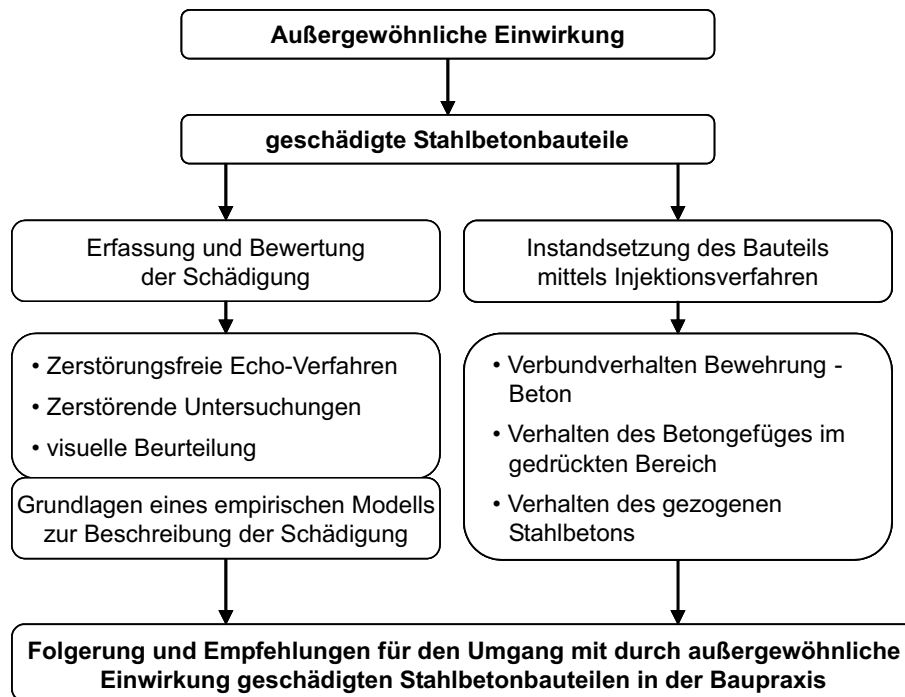 Außergewöhnliche Einwirkung
geschädigte Stahlbetonbauteile
Erfassung und Bewertung
der Schädigung
• Zerstörungsfreie Echo-Verfahren
• Zerstörende Untersuchungen
• visuelle Beurteilung
Grundlagen eines empirischen Modells
zur Beschreibung der Schädigung
Instandsetzung des Bauteils
mittels Injektionsverfahren
• Verbundverhalten Bewehrung -
Beton
• Verhalten des Betongefüges im
gedrückten Bereich
• Verhalten des gezogenen
Stahlbetons
Folgerung und Empfehlungen für den Umgang mit durch außergewöhnliche
Einwirkung geschädigten Stahlbetonbauteilen in der Baupraxis